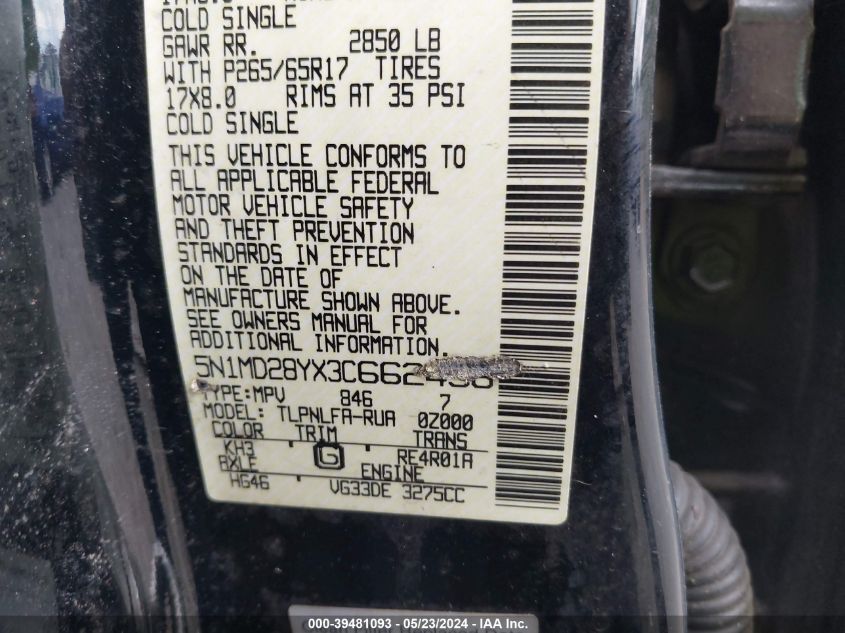 COLD SINGLE
GAWR RR. 2850 LB
WITH P265/65R17 TIRES
17X8.0 RIMS AT 35 PSI
COLD SINGLE
THIS VEHICLE CONFORMS TO
ALL APPLICABLE FEDERAL
MOTOR VEHICLE SAFETY
AND THEFT PREVENTION
STANDARDS IN EFFECT
ON THE DATE OF
MANUFACTURE SHOWN ABOVE.
SEE OWNERS MANUAL FOR
ADDITIONAL INFORMATION.
TYPE:MPV 846 7
MODEL: TLPNLFA-RUA 0Z000
COLOR TRIM TRANS
KH3 G RE4R01A
AXLE ENGINE
HG46 VG33DE 3275CC
000-39481093 - 05/23/2024 - IAA Inc.